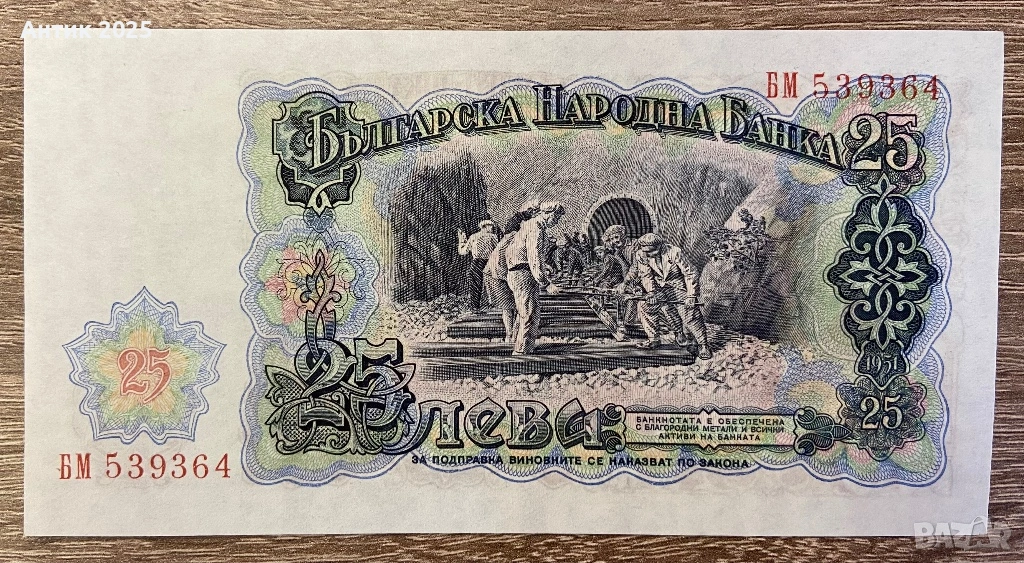 Антик 2025
БМ 539364
БЪЛГАРСКА НАРОДНА БАНКА
25
25
1951
25
25 ЛЕВА
БАНКНОТАТА Е ОБЕЗПЕЧЕНА
С БЛАГОРОДНИ МЕТАЛИ И ВСИЧКИ
АКТИВИ НА БАНКАТА
БМ 539364
ЗА ПОДПРАВКА ВИНОВНИТЕ СЕ НАКАЗВАТ ПО ЗАКОНА
BAZAR